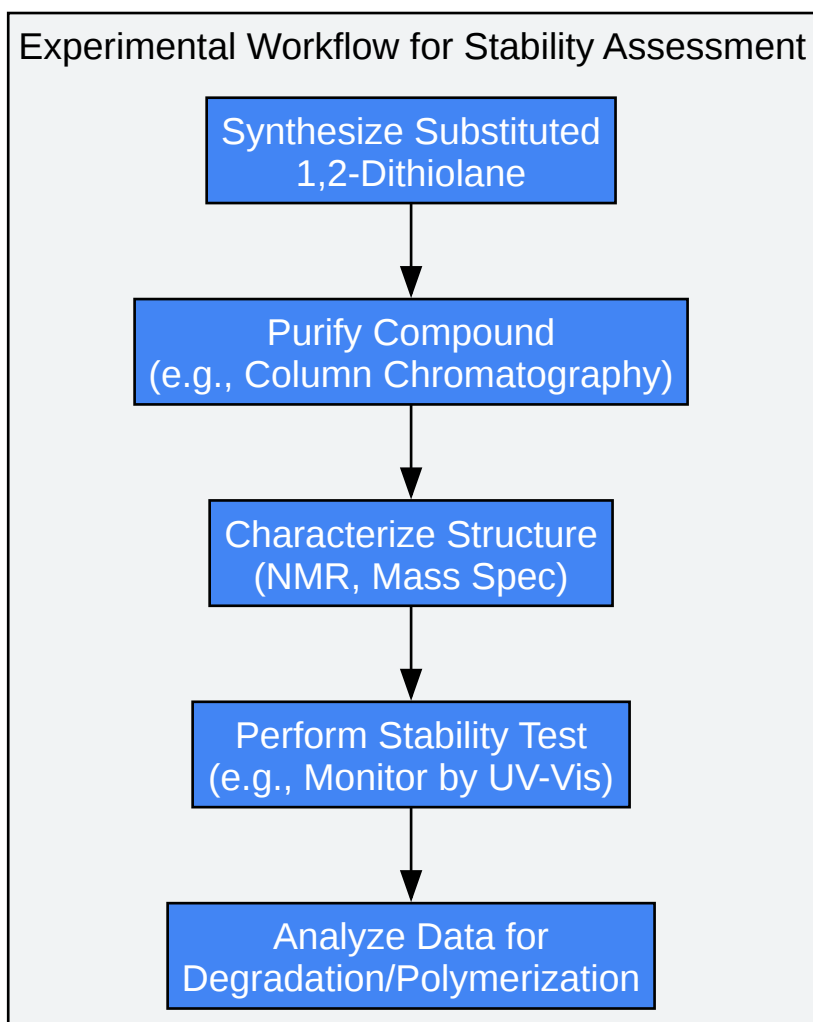 Experimental Workflow for Stability Assessment
Synthesize Substituted
1,2-Dithiolane
Purify Compound
(e.g., Column Chromatography)
Characterize Structure
(NMR, Mass Spec)
Perform Stability Test
(e.g., Monitor by UV-Vis)
Analyze Data for
Degradation/Polymerization